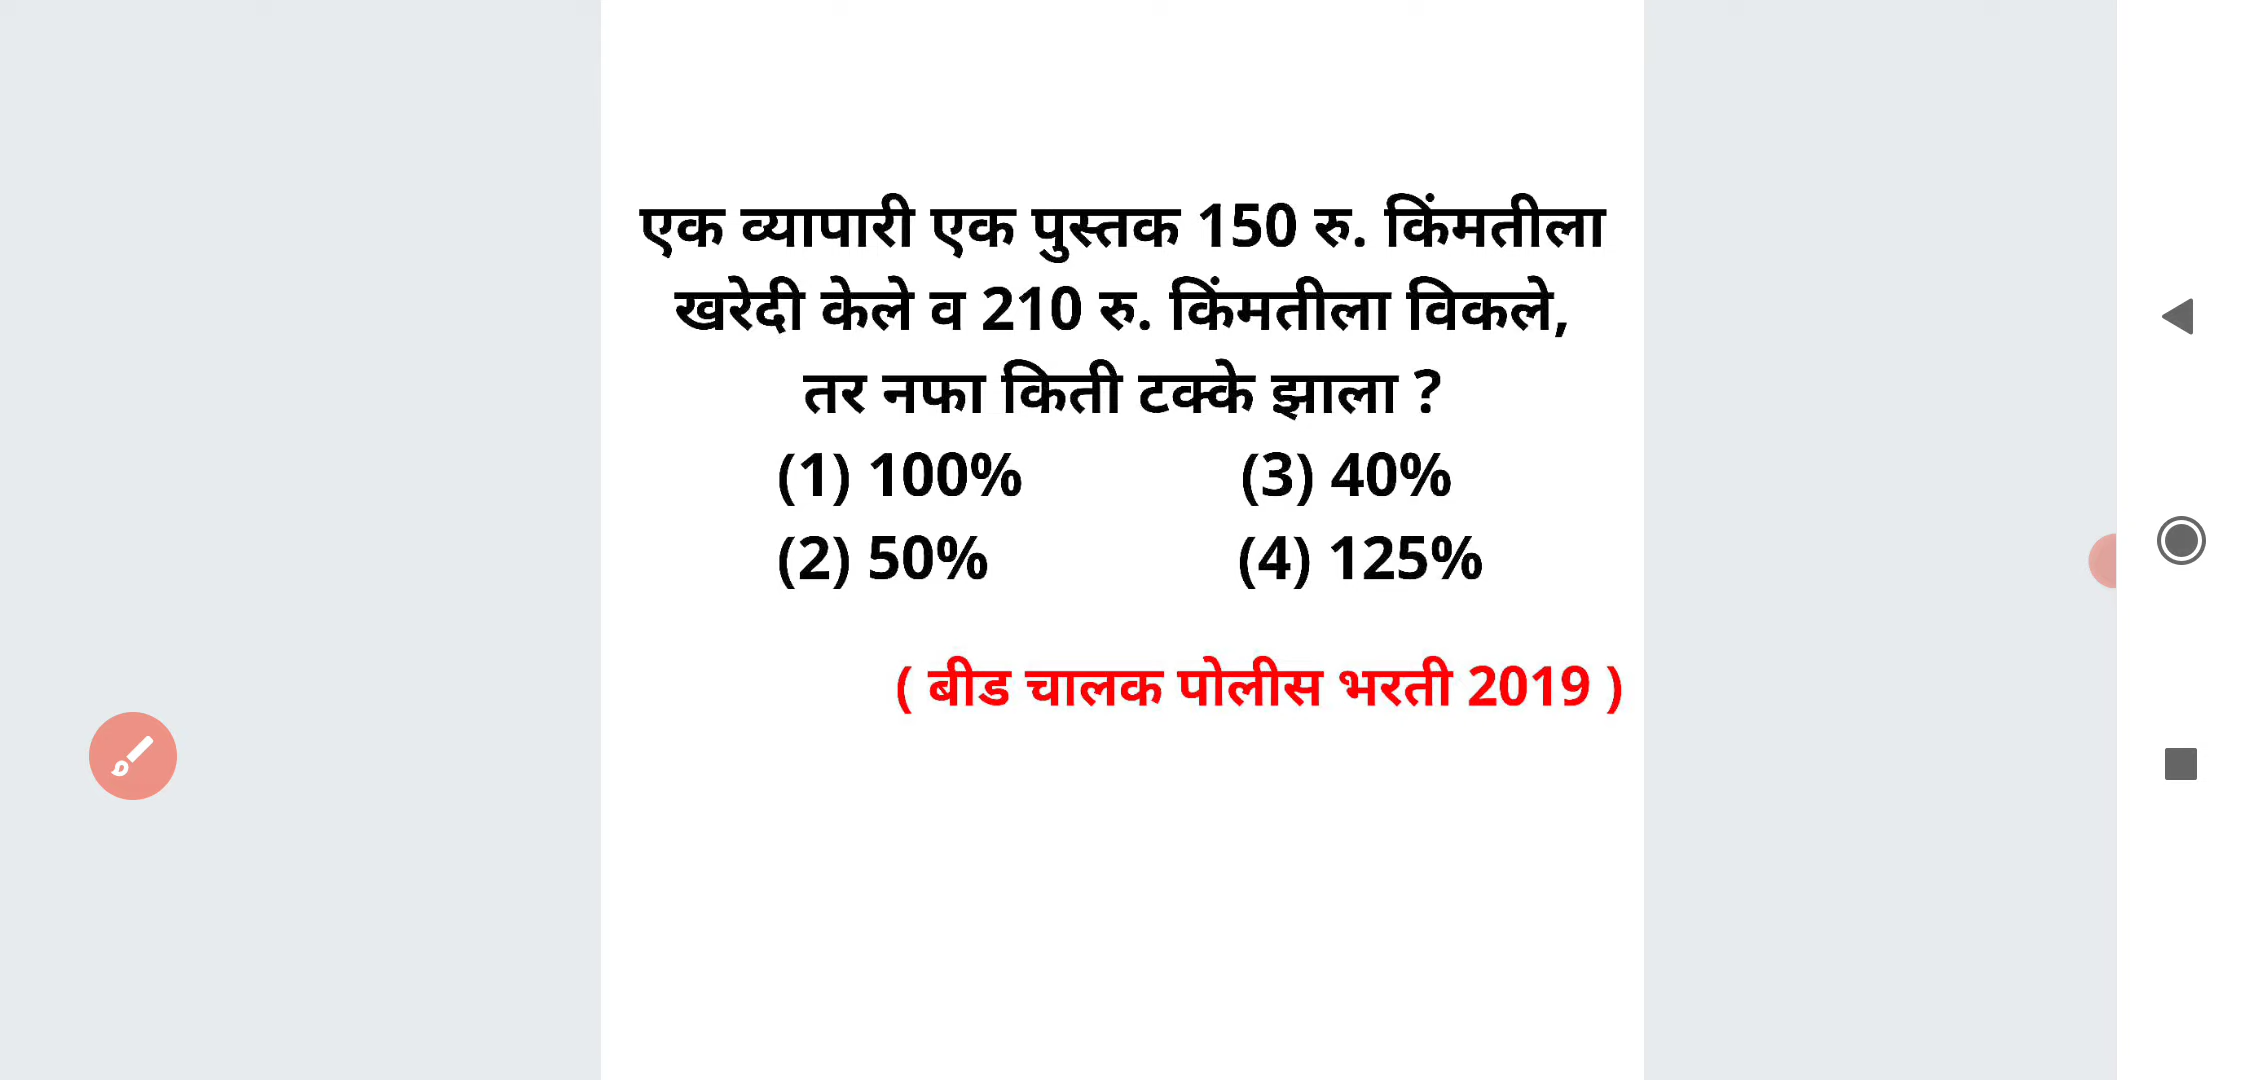 एक व्यापारी एक पुस्तक 150 रु. किंमतीला
खरेदी केले व 210 रु. किंमतीला विकले,
तर नफा किती टक्के झाला ?
(1) 100% (3) 40%
(2) 50% (4) 125%
( बीड चालक पोलीस भरती 2019 )